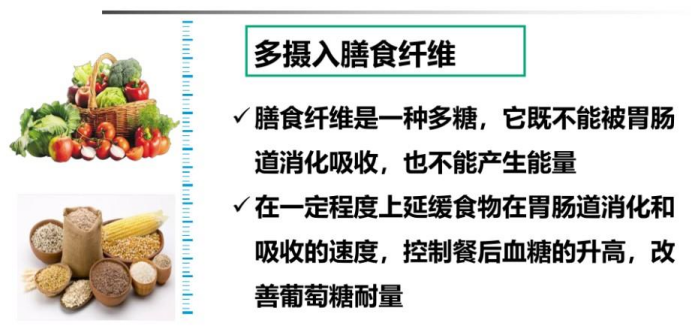 多摄入膳食纤维
✓膳食纤维是一种多糖，它既不能被胃肠
道消化吸收，也不能产生能量
✓在一定程度上延缓食物在胃肠道消化和
吸收的速度，控制餐后血糖的升高，改
善葡萄糖耐量